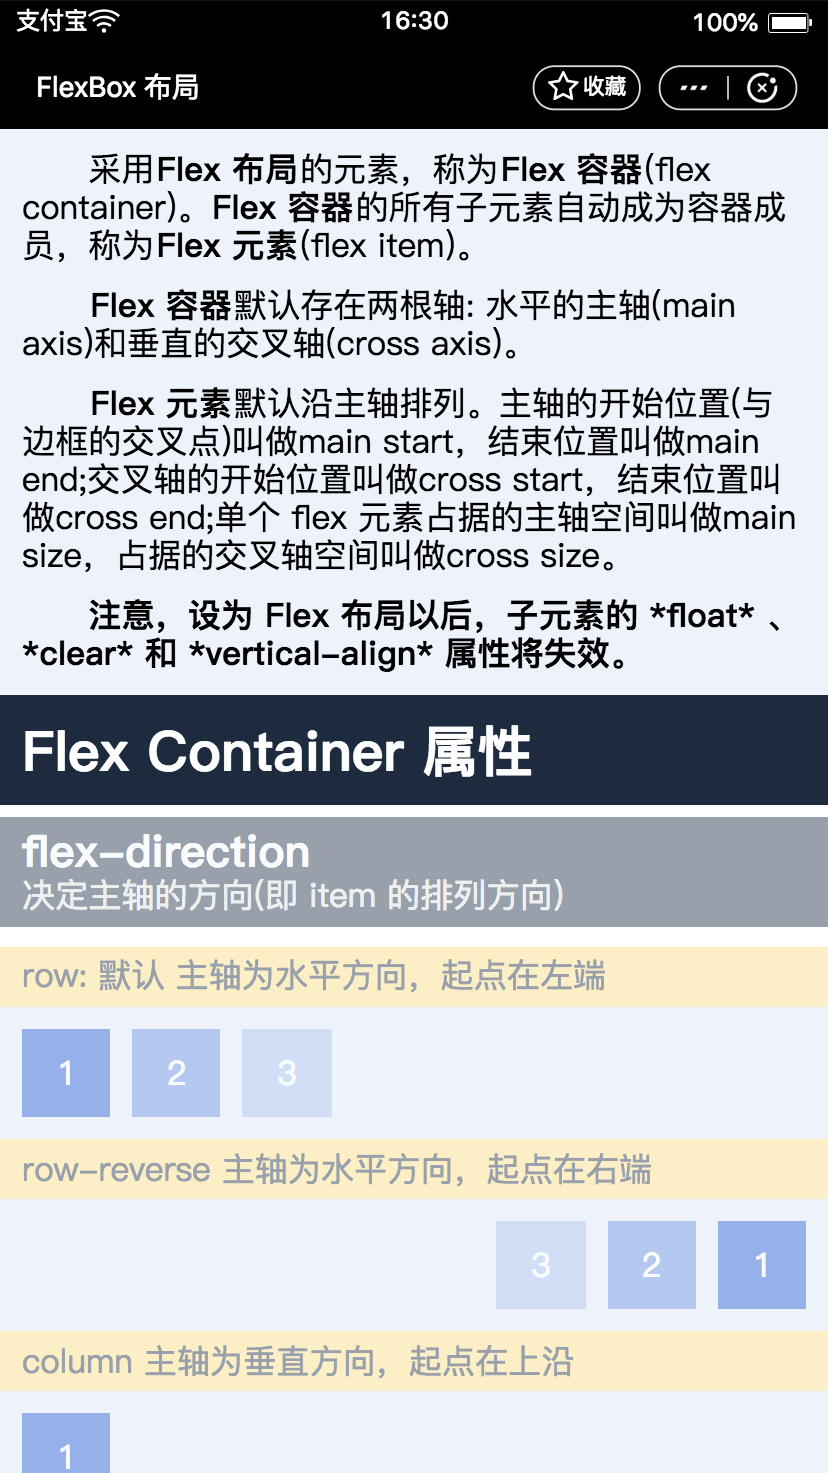 支付宝 16:30 100%
FlexBox 布局 收藏
采用Flex 布局的元素，称为Flex 容器(flex
container)。Flex 容器的所有子元素自动成为容器成
员，称为Flex 元素(flex item)。
Flex 容器默认存在两根轴: 水平的主轴(main
axis)和垂直的交叉轴(cross axis)。
Flex 元素默认沿主轴排列。主轴的开始位置(与
边框的交叉点)叫做main start，结束位置叫做main
end;交叉轴的开始位置叫做cross start，结束位置叫
做cross end;单个 flex 元素占据的主轴空间叫做main
size，占据的交叉轴空间叫做cross size。
注意，设为 Flex 布局以后，子元素的 *float* 、
*clear* 和 *vertical-align* 属性将失效。
Flex Container 属性
flex-direction
决定主轴的方向(即 item 的排列方向)
row: 默认 主轴为水平方向，起点在左端
1 2 3
row-reverse 主轴为水平方向，起点在右端
3 2 1
column 主轴为垂直方向，起点在上沿
1